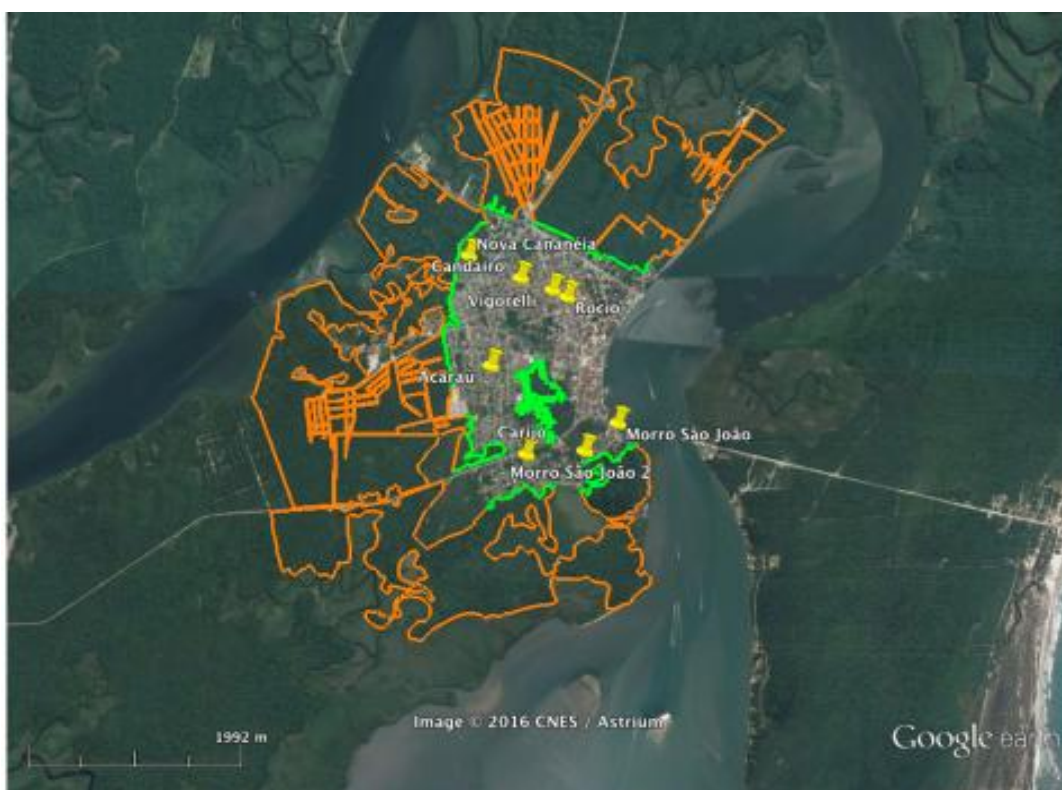 Nova Cananéia
Candairo
Vigorelli
Rocio
Acarau
Carijo
Morro São João
Morro São João 2
Image © 2016 CNES / Astrium
1992 m
Google earth